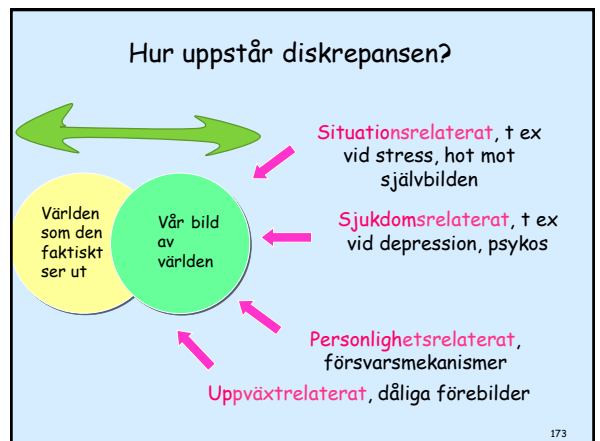 Hur uppstår diskrepansen?
Situationsrelaterat, t ex
vid stress, hot mot
självbilden
Världen
som den
faktiskt
ser ut
Vår bild
av
världen
Sjukdomsrelaterat, t ex
vid depression, psykos
Personlighetsrelaterat,
försvarsmekanismer
Uppväxtrelaterat, dåliga förebilder
173